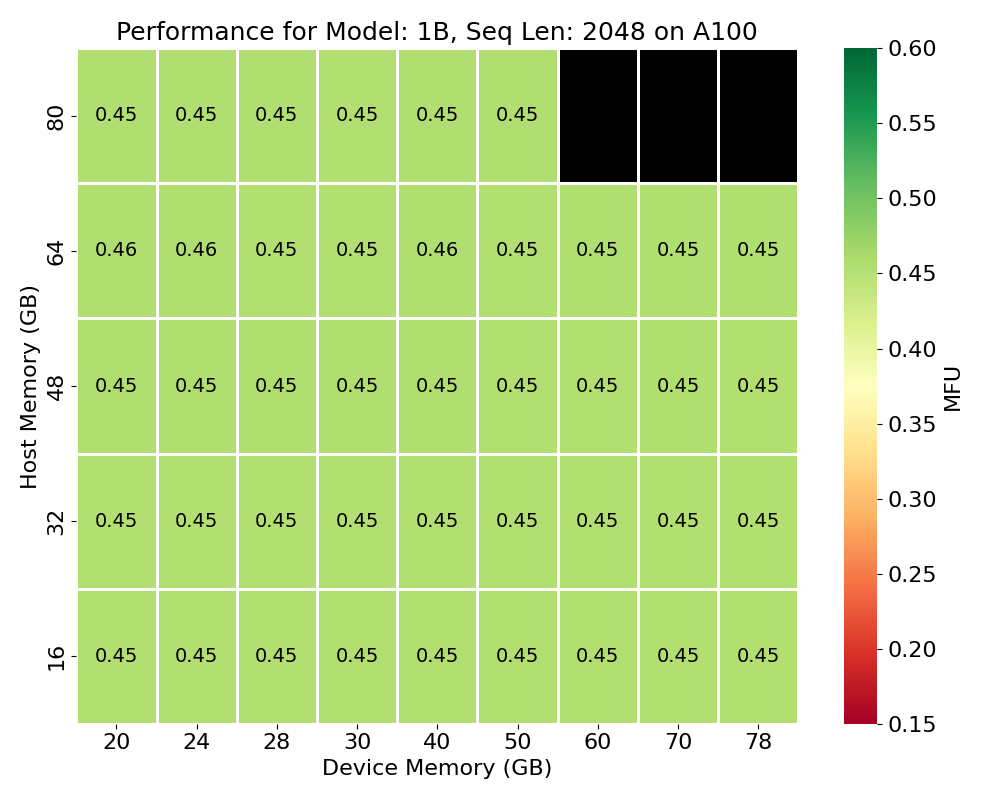 Performance for Model: 1B, Seq Len: 2048 on A100
80 0.45 0.45 0.45 0.45 0.45 0.45
64 0.46 0.46 0.45 0.45 0.46 0.45 0.45 0.45 0.45
48 0.45 0.45 0.45 0.45 0.45 0.45 0.45 0.45 0.45
32 0.45 0.45 0.45 0.45 0.45 0.45 0.45 0.45 0.45
16 0.45 0.45 0.45 0.45 0.45 0.45 0.45 0.45 0.45
20 24 28 30 40 50 60 70 78
Device Memory (GB)
Host Memory (GB)
0.60
0.55
0.50
0.45
0.40
0.35
0.30
0.25
0.20
0.15
MFU